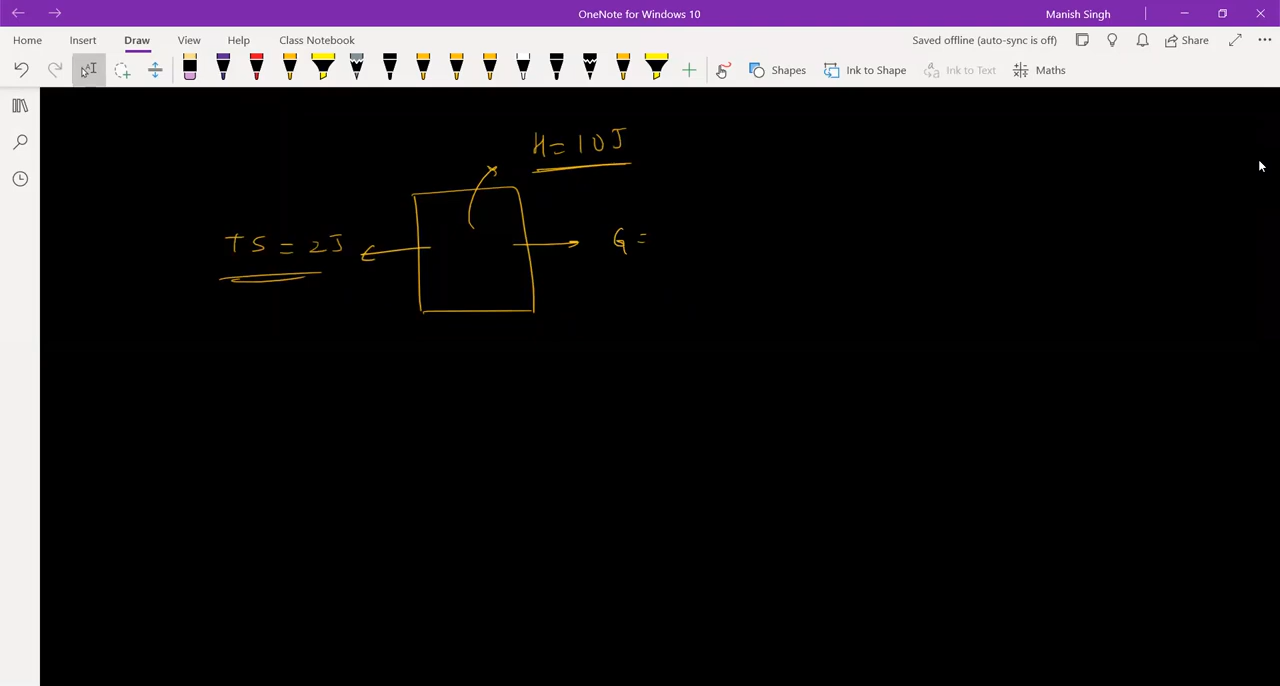 OneNote for Windows 10
Manish Singh
Home Insert Draw View Help Class Notebook
Saved offline (auto-sync is off)
Share
Shapes
Ink to Shape
Ink to Text
Maths
H = 10 J
TS = 2J
G =